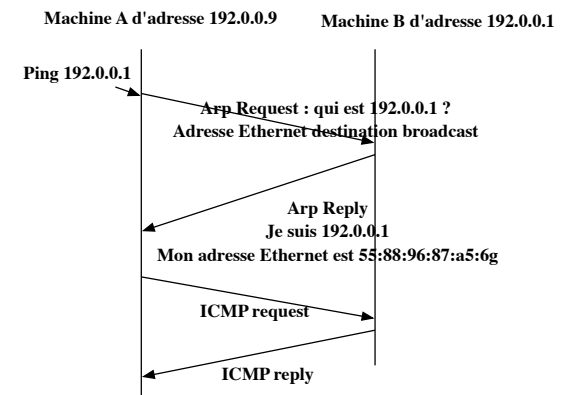 Machine A d'adresse 192.0.0.9
Machine B d'adresse 192.0.0.1
Ping 192.0.0.1
Arp Request : qui est 192.0.0.1 ?
Adresse Ethernet destination broadcast
Arp Reply
Je suis 192.0.0.1
Mon adresse Ethernet est 55:88:96:87:a5:6g
ICMP request
ICMP reply